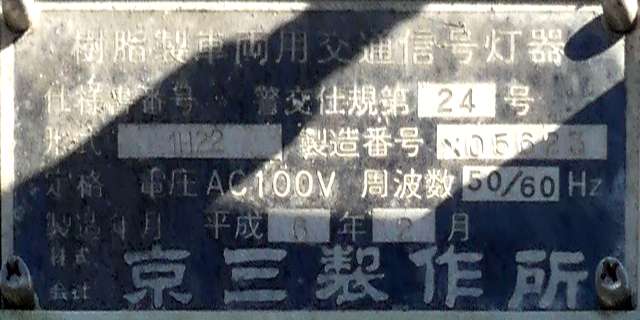 樹脂製車両用交通信号灯器
仕様書番号 警交仕規第 24 号
形式 1H22 製造番号 N05623
定格 電圧 AC100V 周波数 50/60 Hz
製造年月 平成 6 年 2 月
株式会社 京三製作所